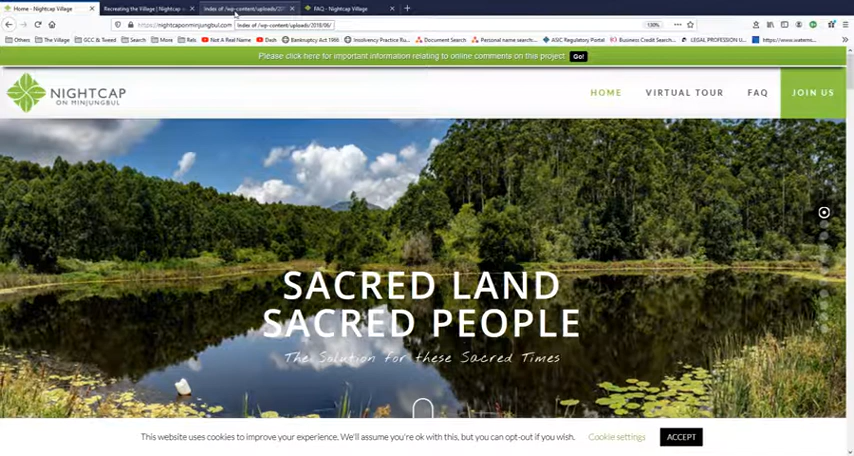 Home - Nightcap Village
Recreating the Village | Nightcap
Index of /wp-content/uploads/201
FAQ - Nightcap Village
https://nightcaponminjungbul.com
Index of /wp-content/uploads/2018/06/
130%
Others
The Village
GCC & Tweed
Search
More
Rals
Not A Real Name
Dash
Bankruptcy Act 1966
Insolvency Practice Ru...
Document Search
Personal name search...
ASIC Regulatory Portal
Business Credit Search...
LEGAL PROFESSION U...
https://www.watersm...
Please click here for important information relating to online comments on this project. Go!
NIGHTCAP
ON MINJUNGBUL
HOME
VIRTUAL TOUR
FAQ
JOIN US
SACRED LAND
SACRED PEOPLE
The Solution for these Sacred Times
This website uses cookies to improve your experience. We'll assume you're ok with this, but you can opt-out if you wish. Cookie settings ACCEPT